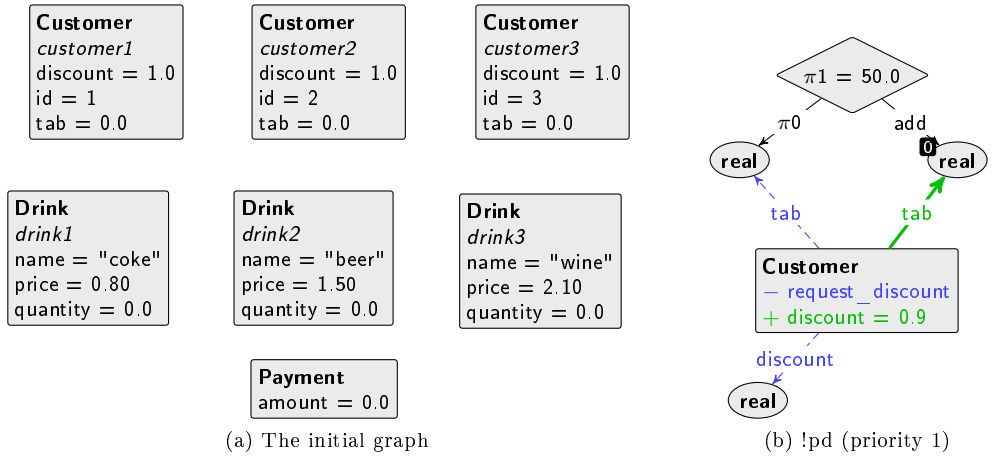 Customer
customer1
discount = 1.0
id = 1
tab = 0.0
Customer
customer2
discount = 1.0
id = 2
tab = 0.0
Customer
customer3
discount = 1.0
id = 3
tab = 0.0
Drink
drink1
name = "coke"
price = 0.80
quantity = 0.0
Drink
drink2
name = "beer"
price = 1.50
quantity = 0.0
Drink
drink3
name = "wine"
price = 2.10
quantity = 0.0
Payment
amount = 0.0
(a) The initial graph
π1 = 50.0
π0
add
0
real
real
tab
tab
Customer
− request_discount
+ discount = 0.9
discount
real
(b) !pd (priority 1)